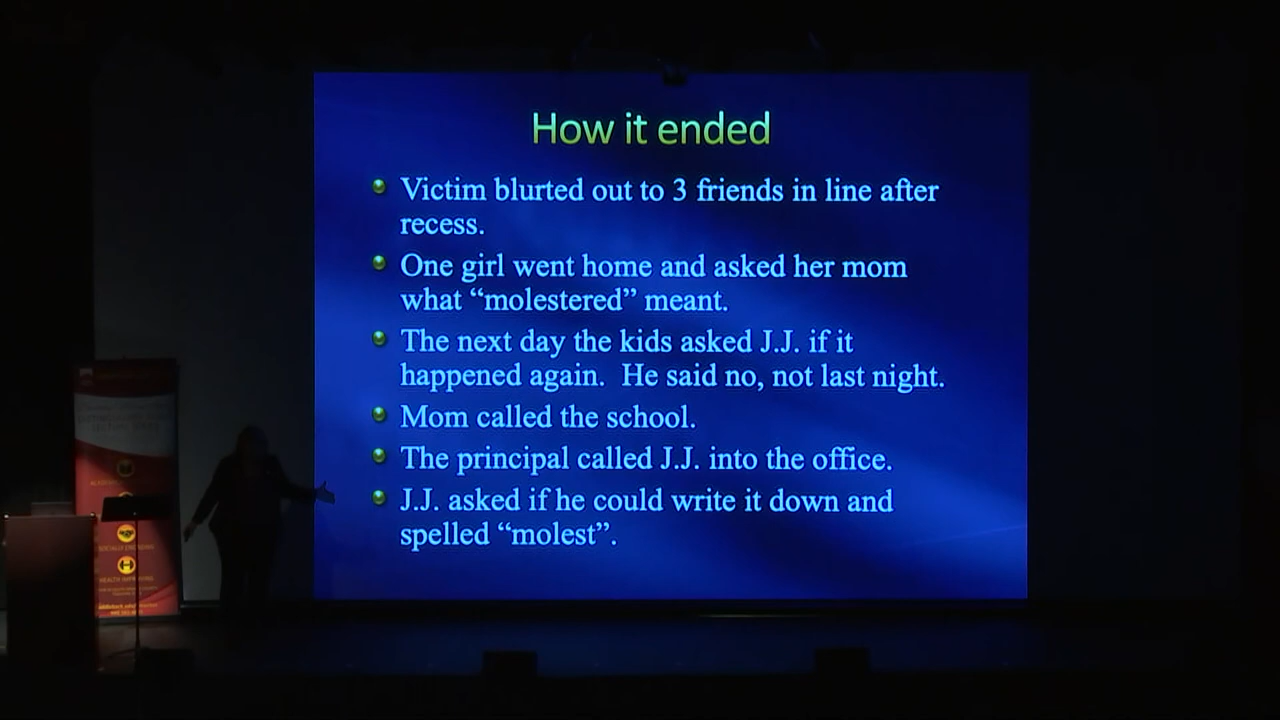 How it ended
Victim blurted out to 3 friends in line after
recess.
One girl went home and asked her mom
what “molestered” meant.
The next day the kids asked J.J. if it
happened again. He said no, not last night.
Mom called the school.
The principal called J.J. into the office.
J.J. asked if he could write it down and
spelled “molest”.
SOCIALLY
HEALTH